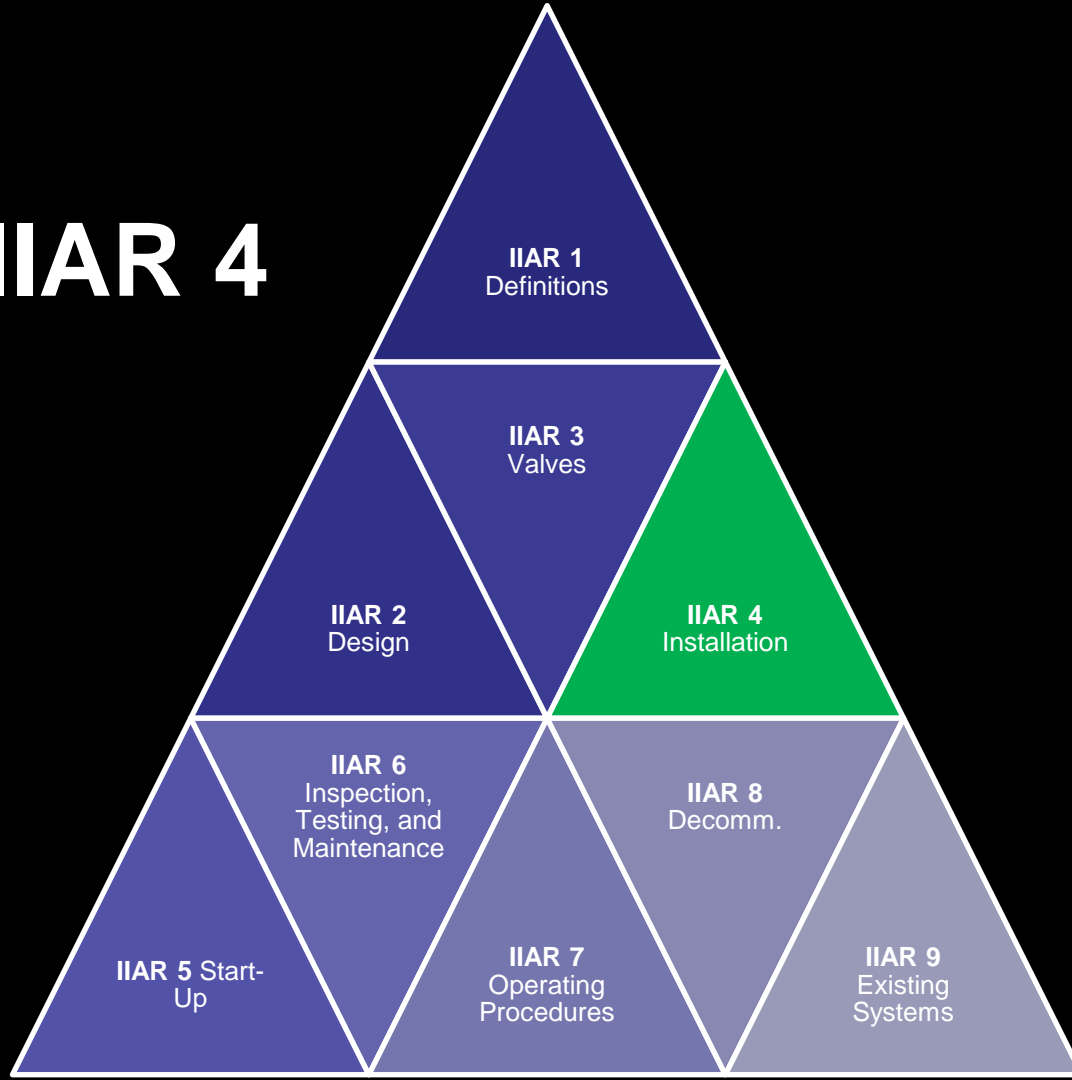 IIAR 4
IIAR 1
Definitions
IIAR 3
Valves
IIAR 2
Design
IIAR 4
Installation
IIAR 6
Inspection,
Testing, and
Maintenance
IIAR 8
Decomm.
IIAR 5 Start-
Up
IIAR 7
Operating
Procedures
IIAR 9
Existing
Systems